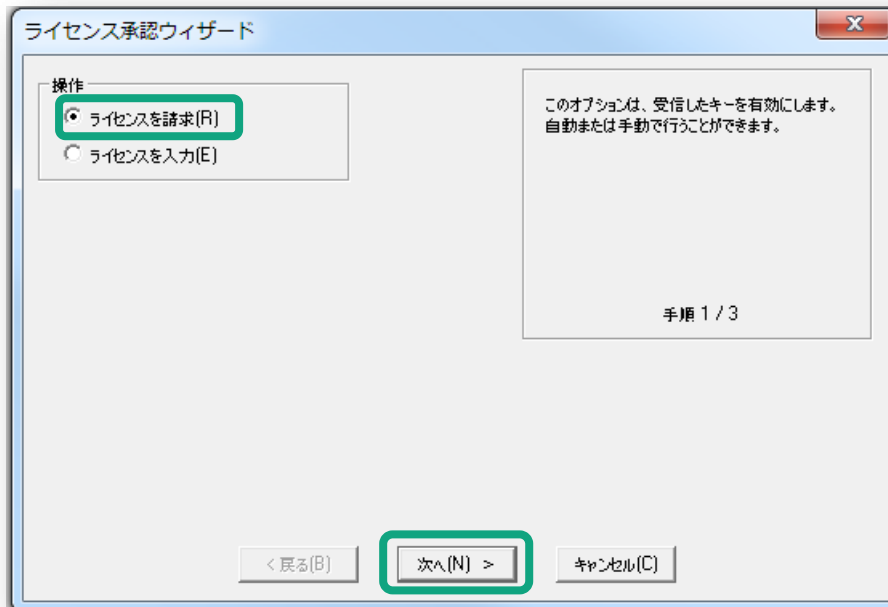 ライセンス承認ウィザード
操作
ライセンスを請求(R)
ライセンスを入力(E)
このオプションは、受信したキーを有効にします。
自動または手動で行うことができます。
手順 1 / 3
< 戻る(B)
次へ(N) >
キャンセル(C)